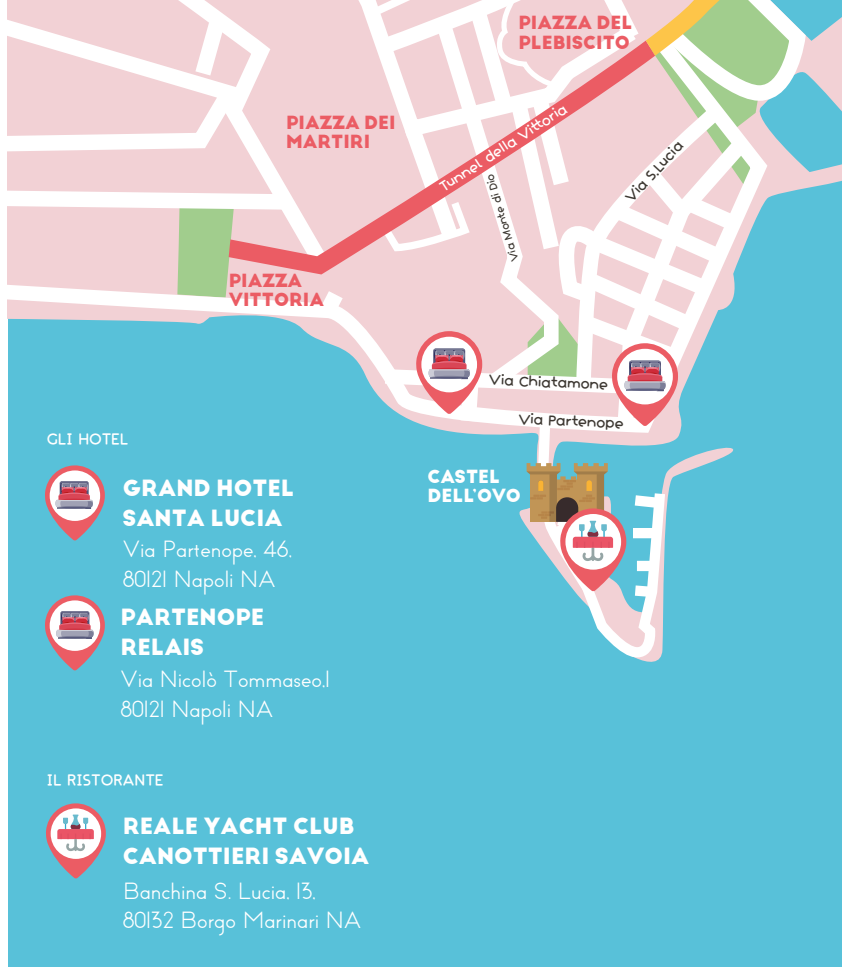 PIAZZA DEL
PLEBISCITO
PIAZZA DEI
MARTIRI
Tunnel della Vittoria
Via S.Lucia
Via Monte di Dio
PIAZZA
VITTORIA
Via Chiatamone
Via Partenope
CASTEL
DELL'OVO
GLI HOTEL
GRAND HOTEL
SANTA LUCIA
Via Partenope, 46,
80121 Napoli NA
PARTENOPE
RELAIS
Via Nicolò Tommaseo,1
80121 Napoli NA
IL RISTORANTE
REALE YACHT CLUB
CANOTTIERI SAVOIA
Banchina S. Lucia, 13,
80132 Borgo Marinari NA